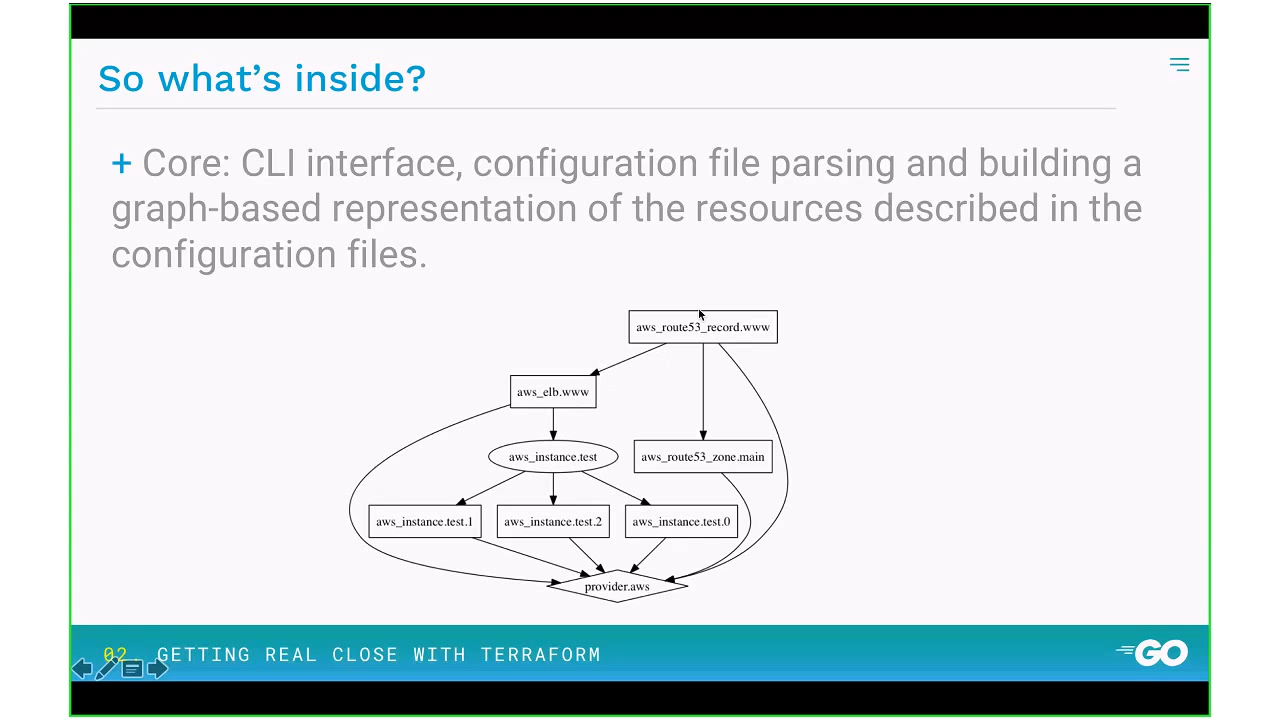 So what's inside?
+ Core: CLI interface, configuration file parsing and building a
graph-based representation of the resources described in the
configuration files.
aws_route53_record.www
aws_elb.www
aws_instance.test
aws_route53_zone.main
aws_instance.test.1
aws_instance.test.2
aws_instance.test.0
provider.aws
02. GETTING REAL CLOSE WITH TERRAFORM
GO